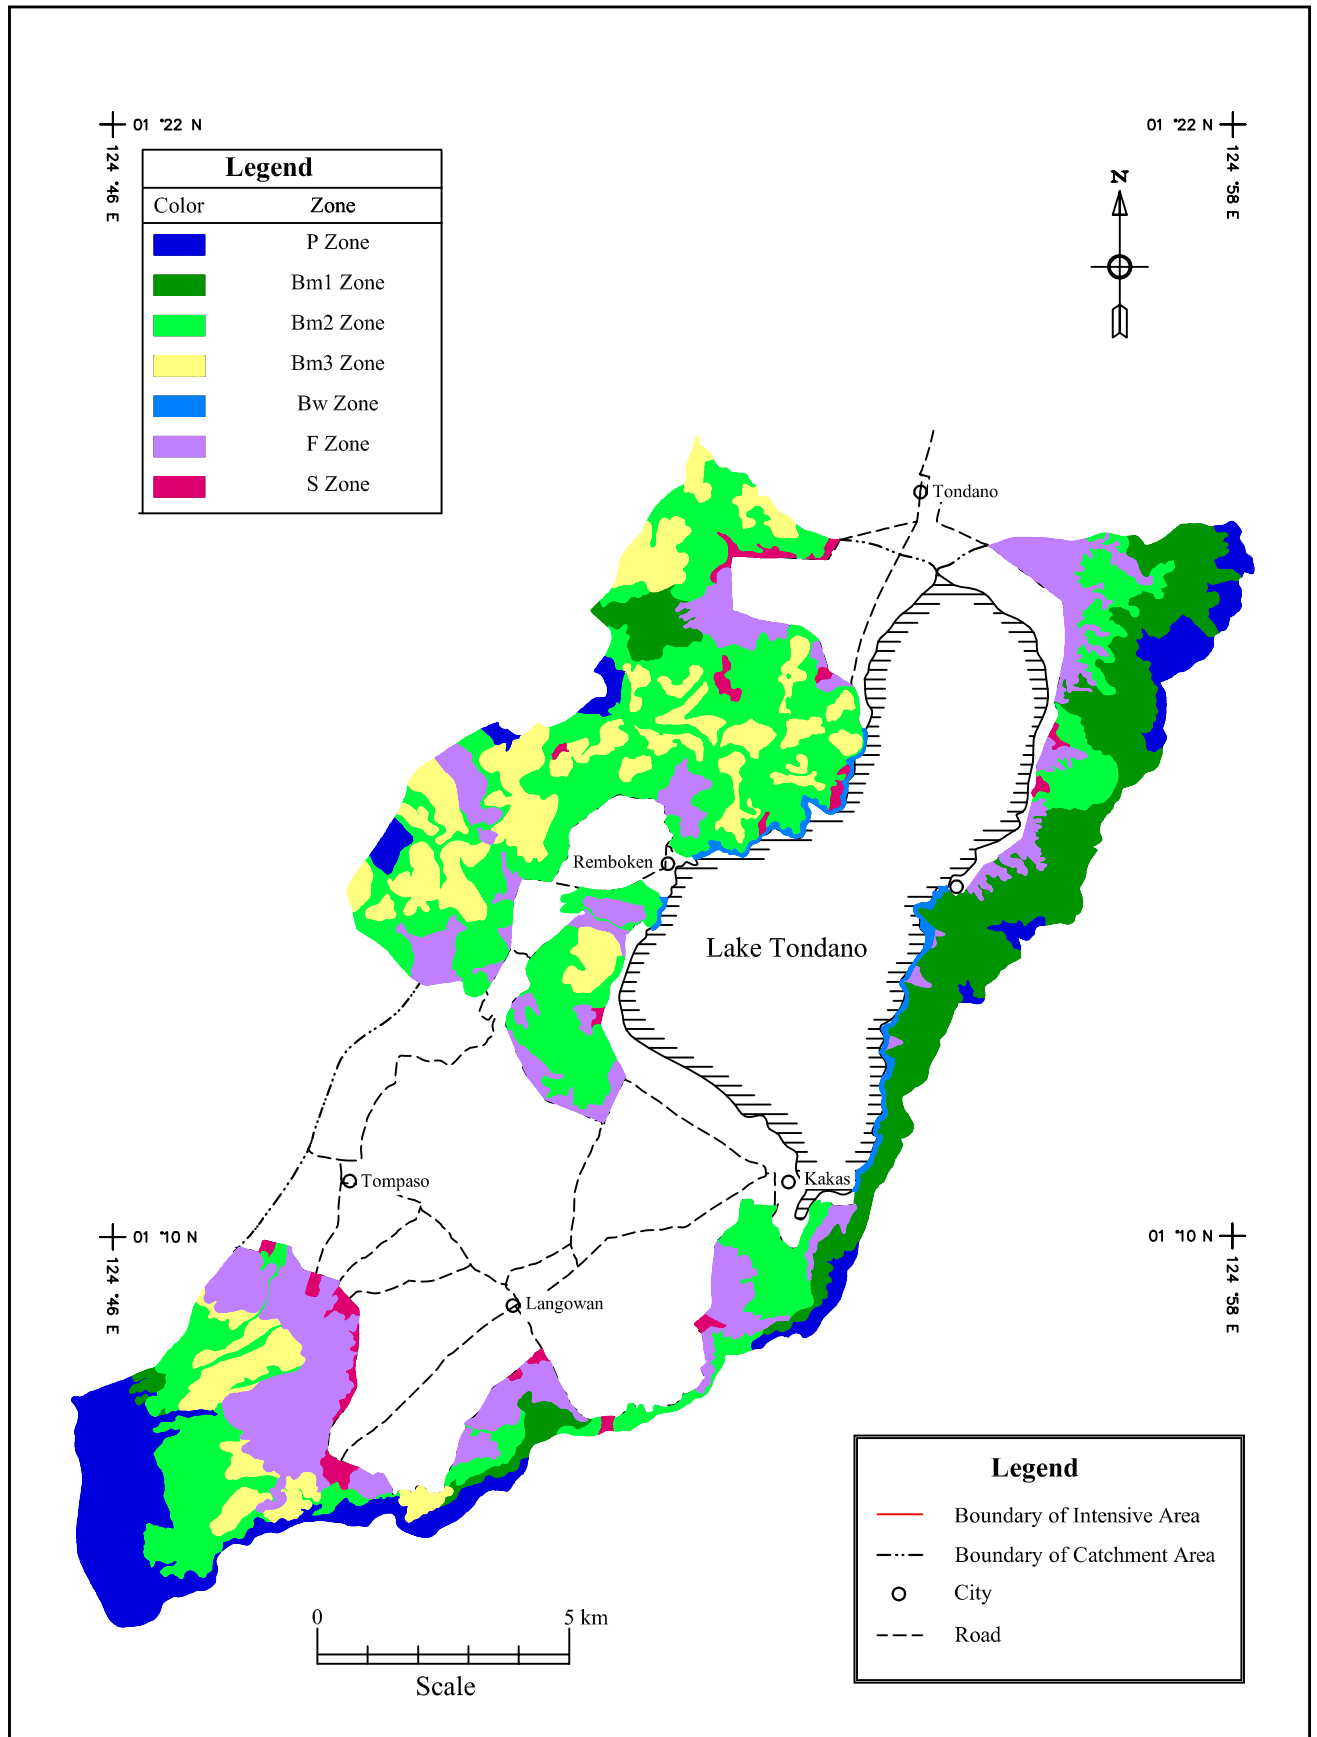 01 °22 N
01 °22 N
124 °46 E
124 °58 E
Legend
Color Zone
P Zone
Bm1 Zone
Bm2 Zone
Bm3 Zone
Bw Zone
F Zone
S Zone
N
Tondano
Remboken
Lake Tondano
Kakas
Tompaso
01 °10 N
01 °10 N
124 °46 E
124 °58 E
Langowan
Legend
Boundary of Intensive Area
Boundary of Catchment Area
City
Road
0 5 km
Scale